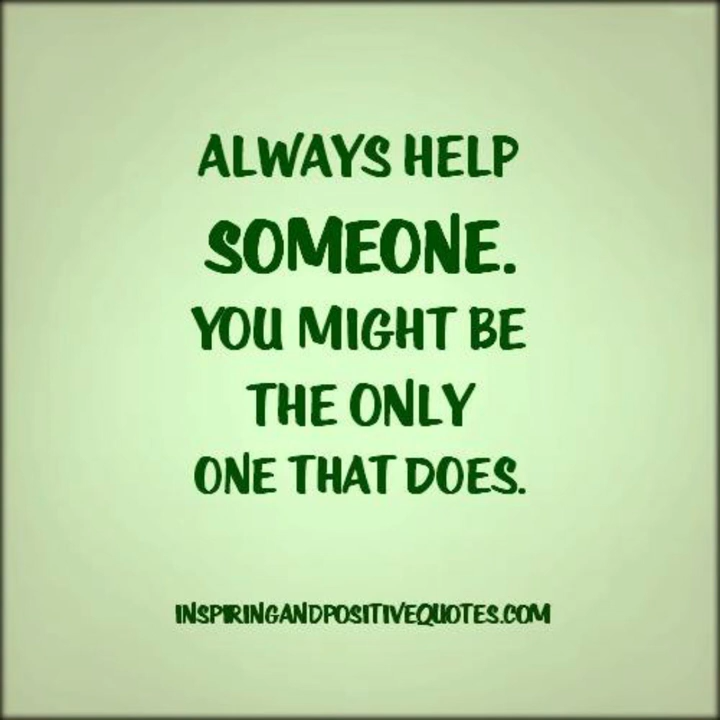 ALWAYS HELP
SOMEONE.
YOU MIGHT BE
THE ONLY
ONE THAT DOES.
INSPIRINGANDPOSITIVEQUOTES.COM